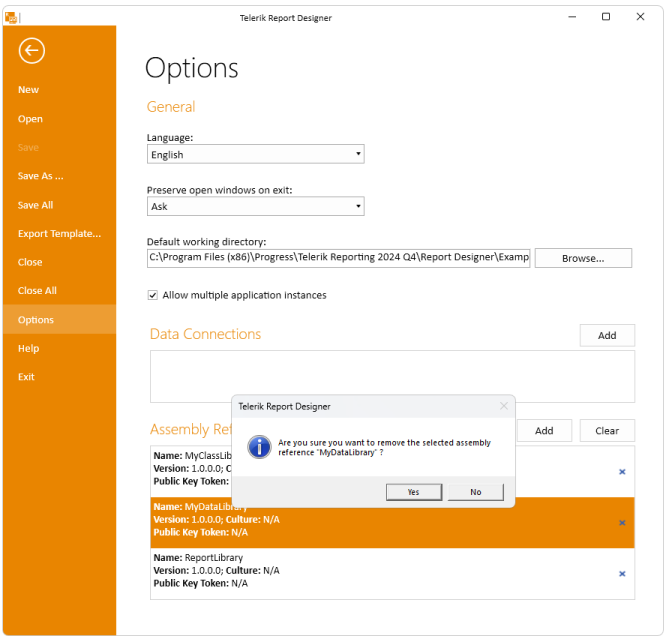 Telerik Report Designer
New
Open
Save
Save As ...
Save All
Export Template...
Close
Close All
Options
Help
Exit
Options
General
Language:
English
Preserve open windows on exit:
Ask
Default working directory:
C:\Program Files (x86)\Progress\Telerik Reporting 2024 Q4\Report Designer\Examp
Browse...
Allow multiple application instances
Data Connections
Add
Telerik Report Designer
Are you sure you want to remove the selected assembly
reference "MyDataLibrary" ?
Yes
No
Assembly Ref
Add
Clear
Name: MyClassLib
Version: 1.0.0.0; C
Public Key Token:
Name: MyDataLibrary
Version: 1.0.0.0; Culture: N/A
Public Key Token: N/A
Name: ReportLibrary
Version: 1.0.0.0; Culture: N/A
Public Key Token: N/A